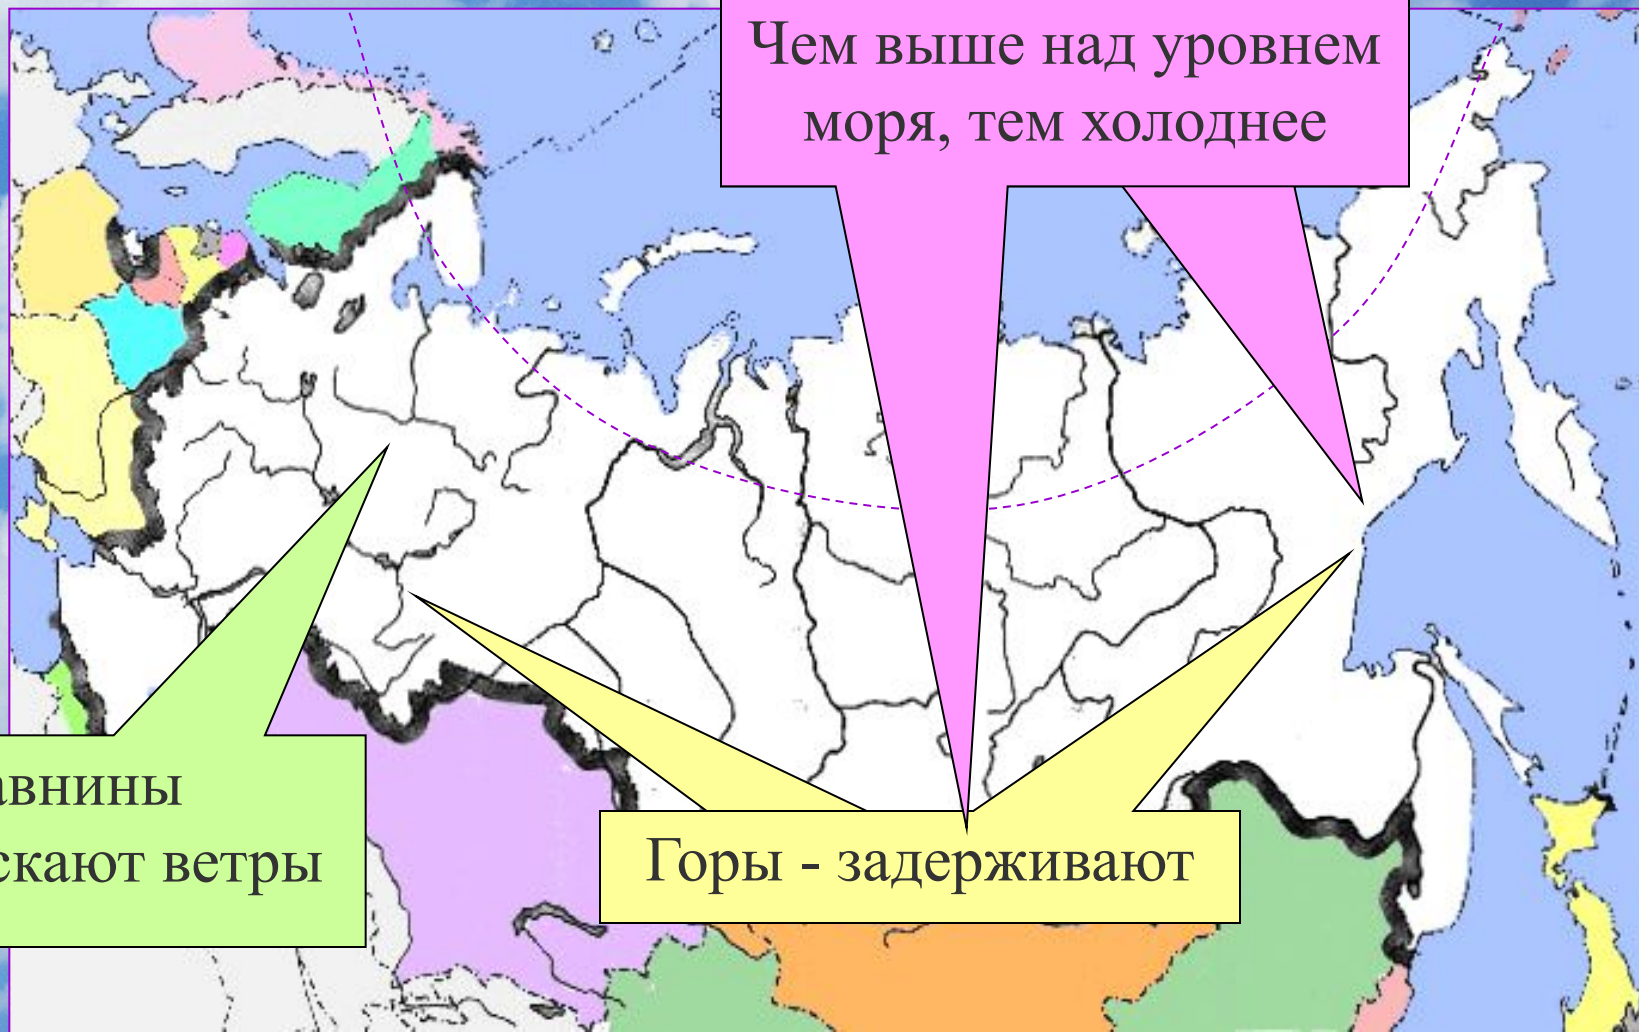 Чем выше над уровнем
моря, тем холоднее
авнины
скают ветры
Горы - задерживают